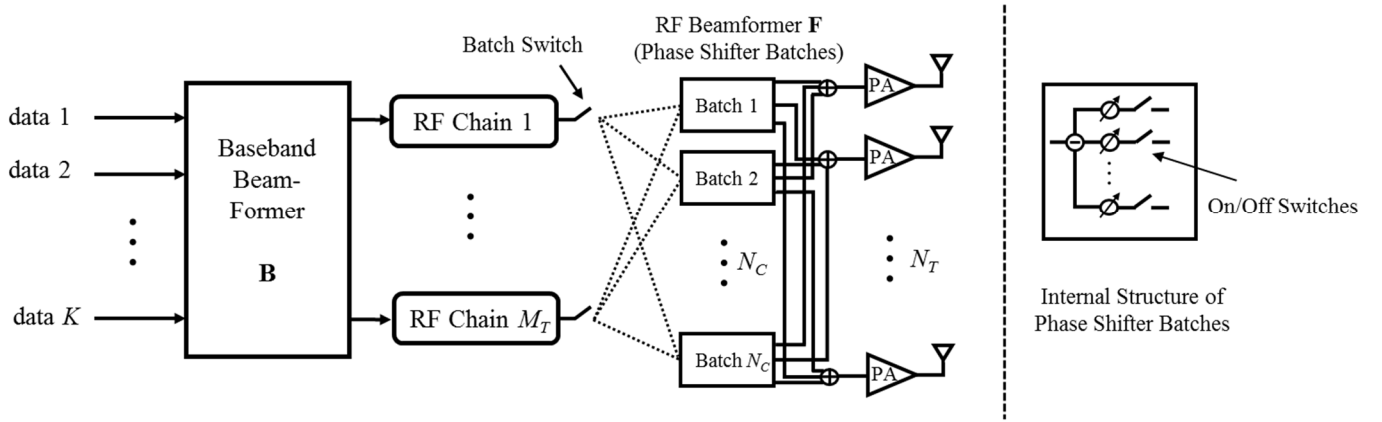 data 1
data 2
data K
Baseband
Beam-
Former
B
RF Chain 1
RF Chain M_T
Batch Switch
RF Beamformer F
(Phase Shifter Batches)
Batch 1
Batch 2
N_C
Batch N_C
PA
PA
N_T
PA
On/Off Switches
Internal Structure of
Phase Shifter Batches